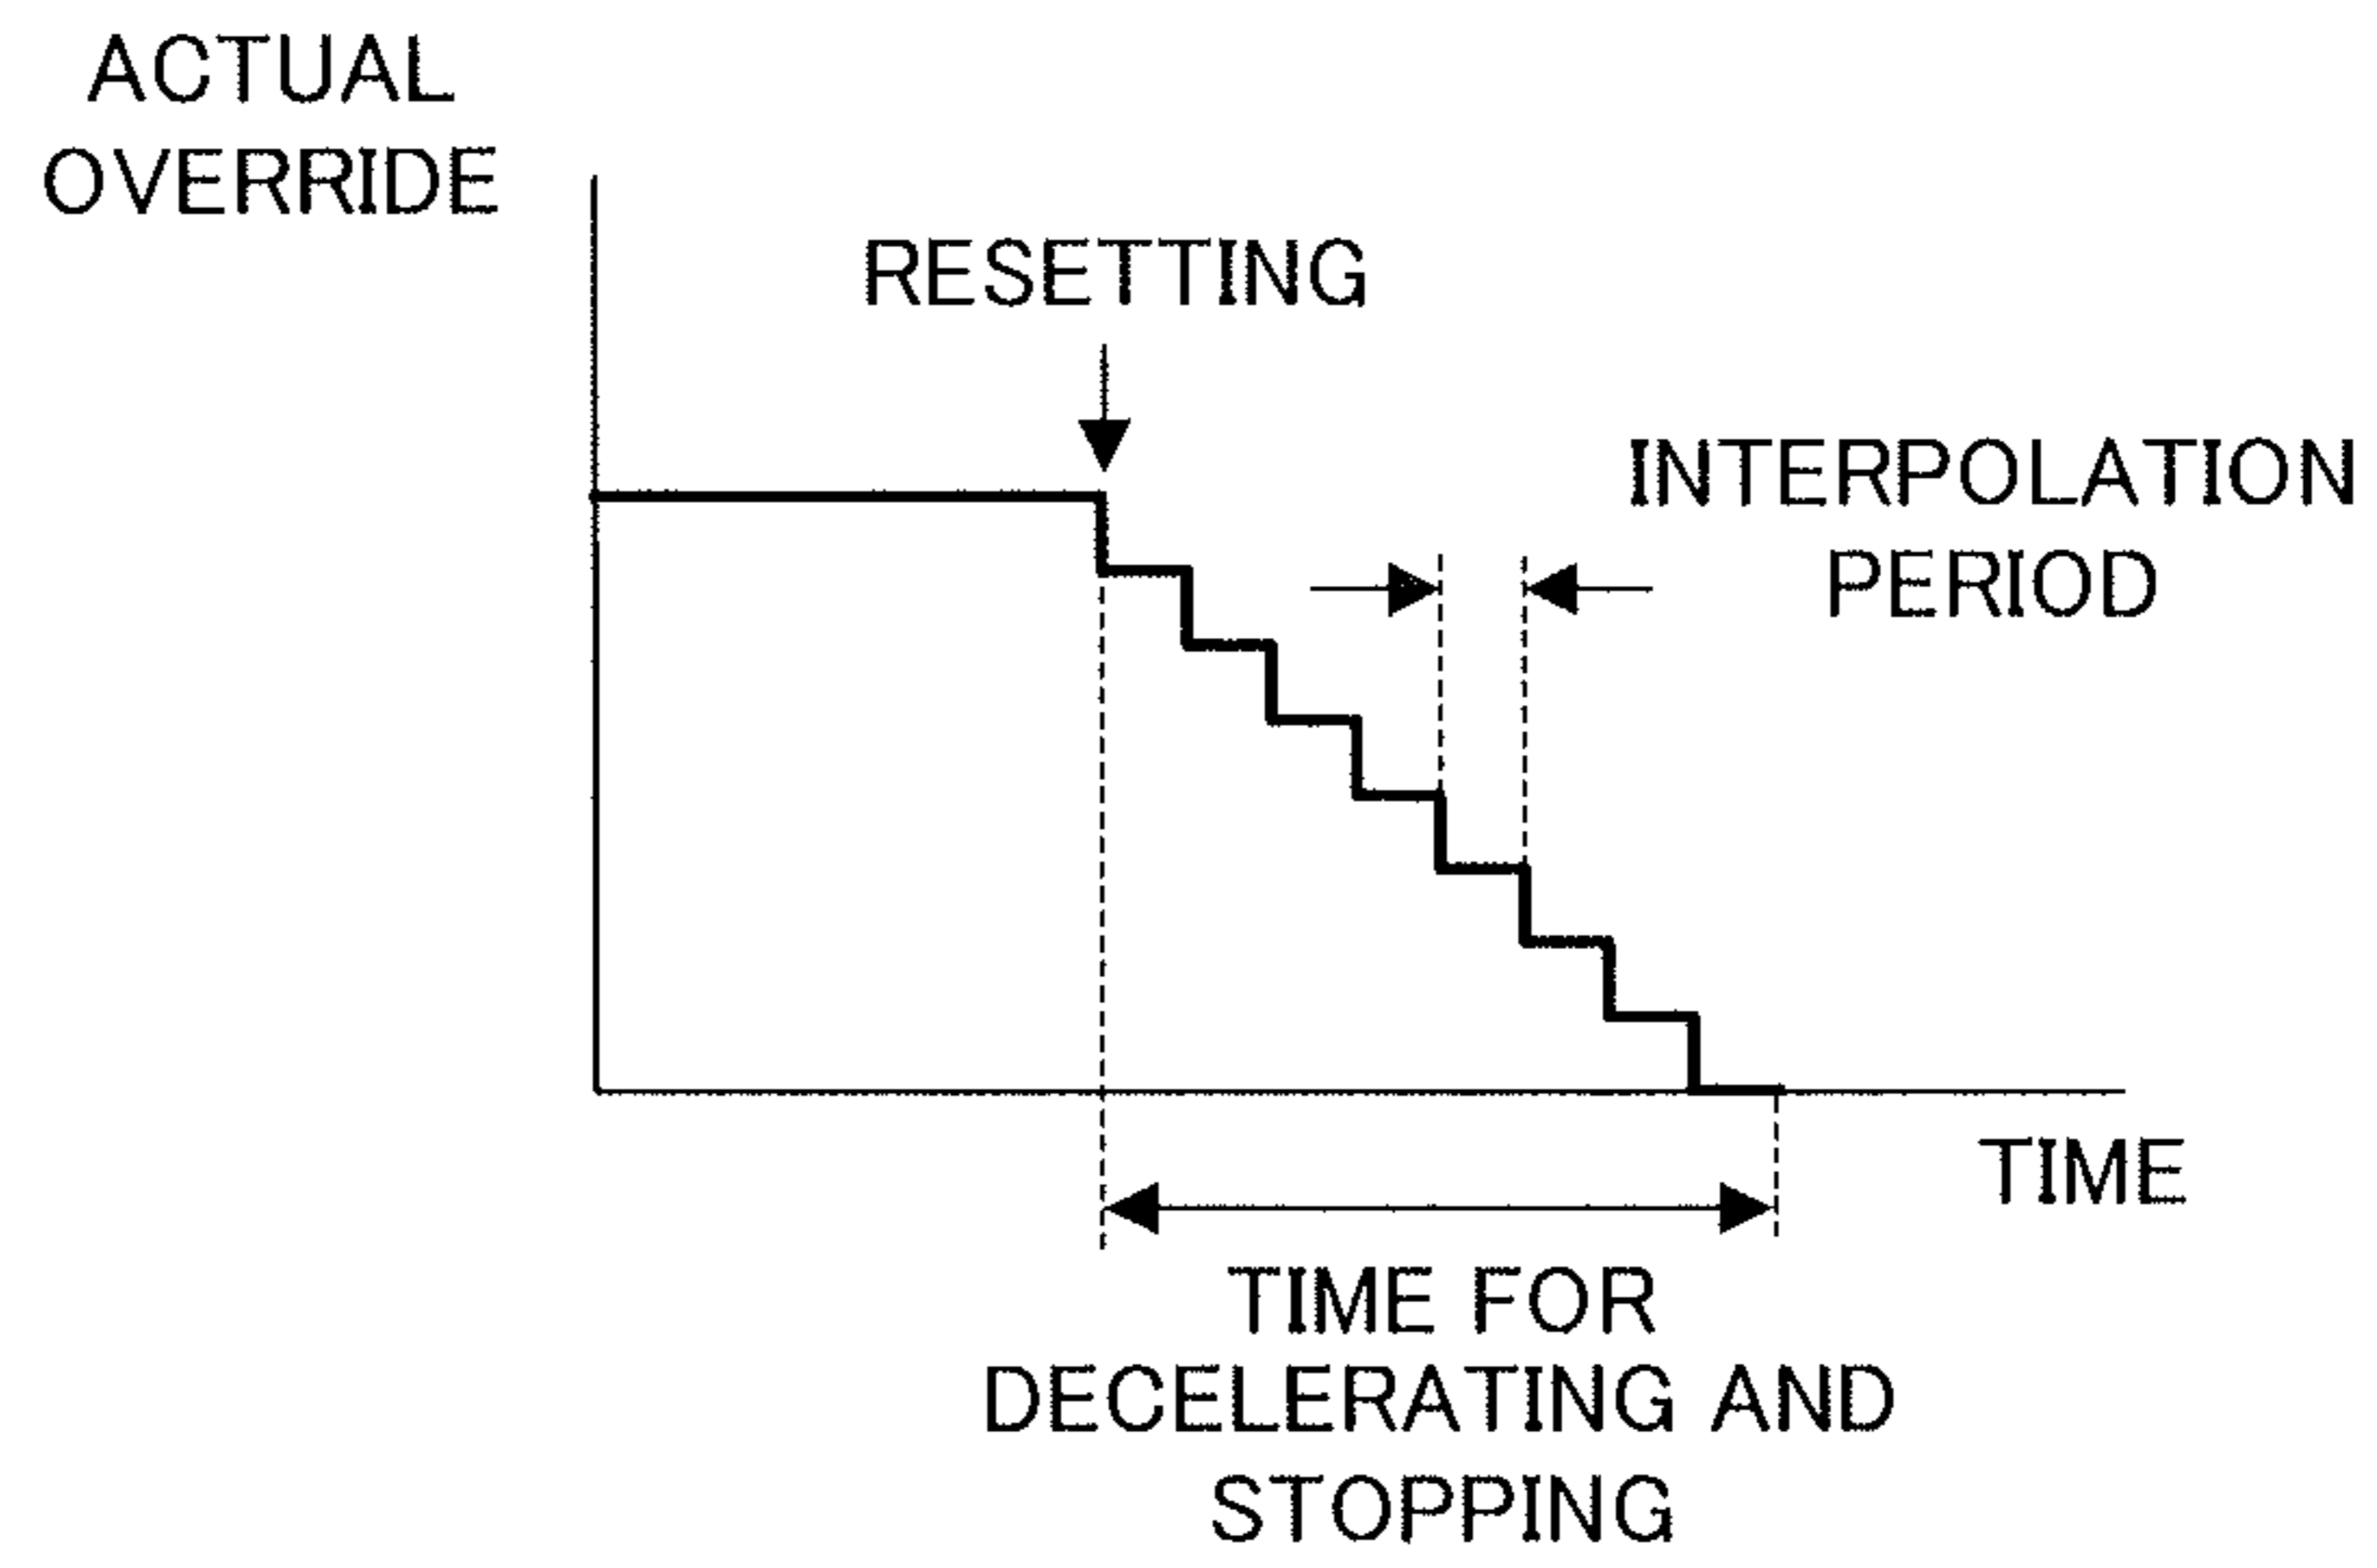 ACTUAL
OVERRIDE
RESETTING
INTERPOLATION
PERIOD
TIME
TIME FOR
DECELERATING AND
STOPPING